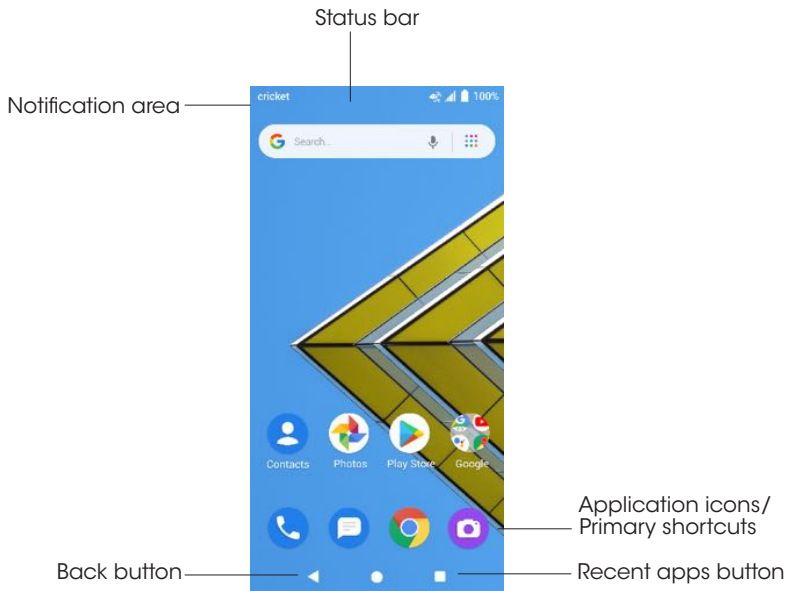 Status bar
Notification area
cricket 100%
Search...
Contacts Photos Play Store Google
Application icons/
Primary shortcuts
Back button
Recent apps button